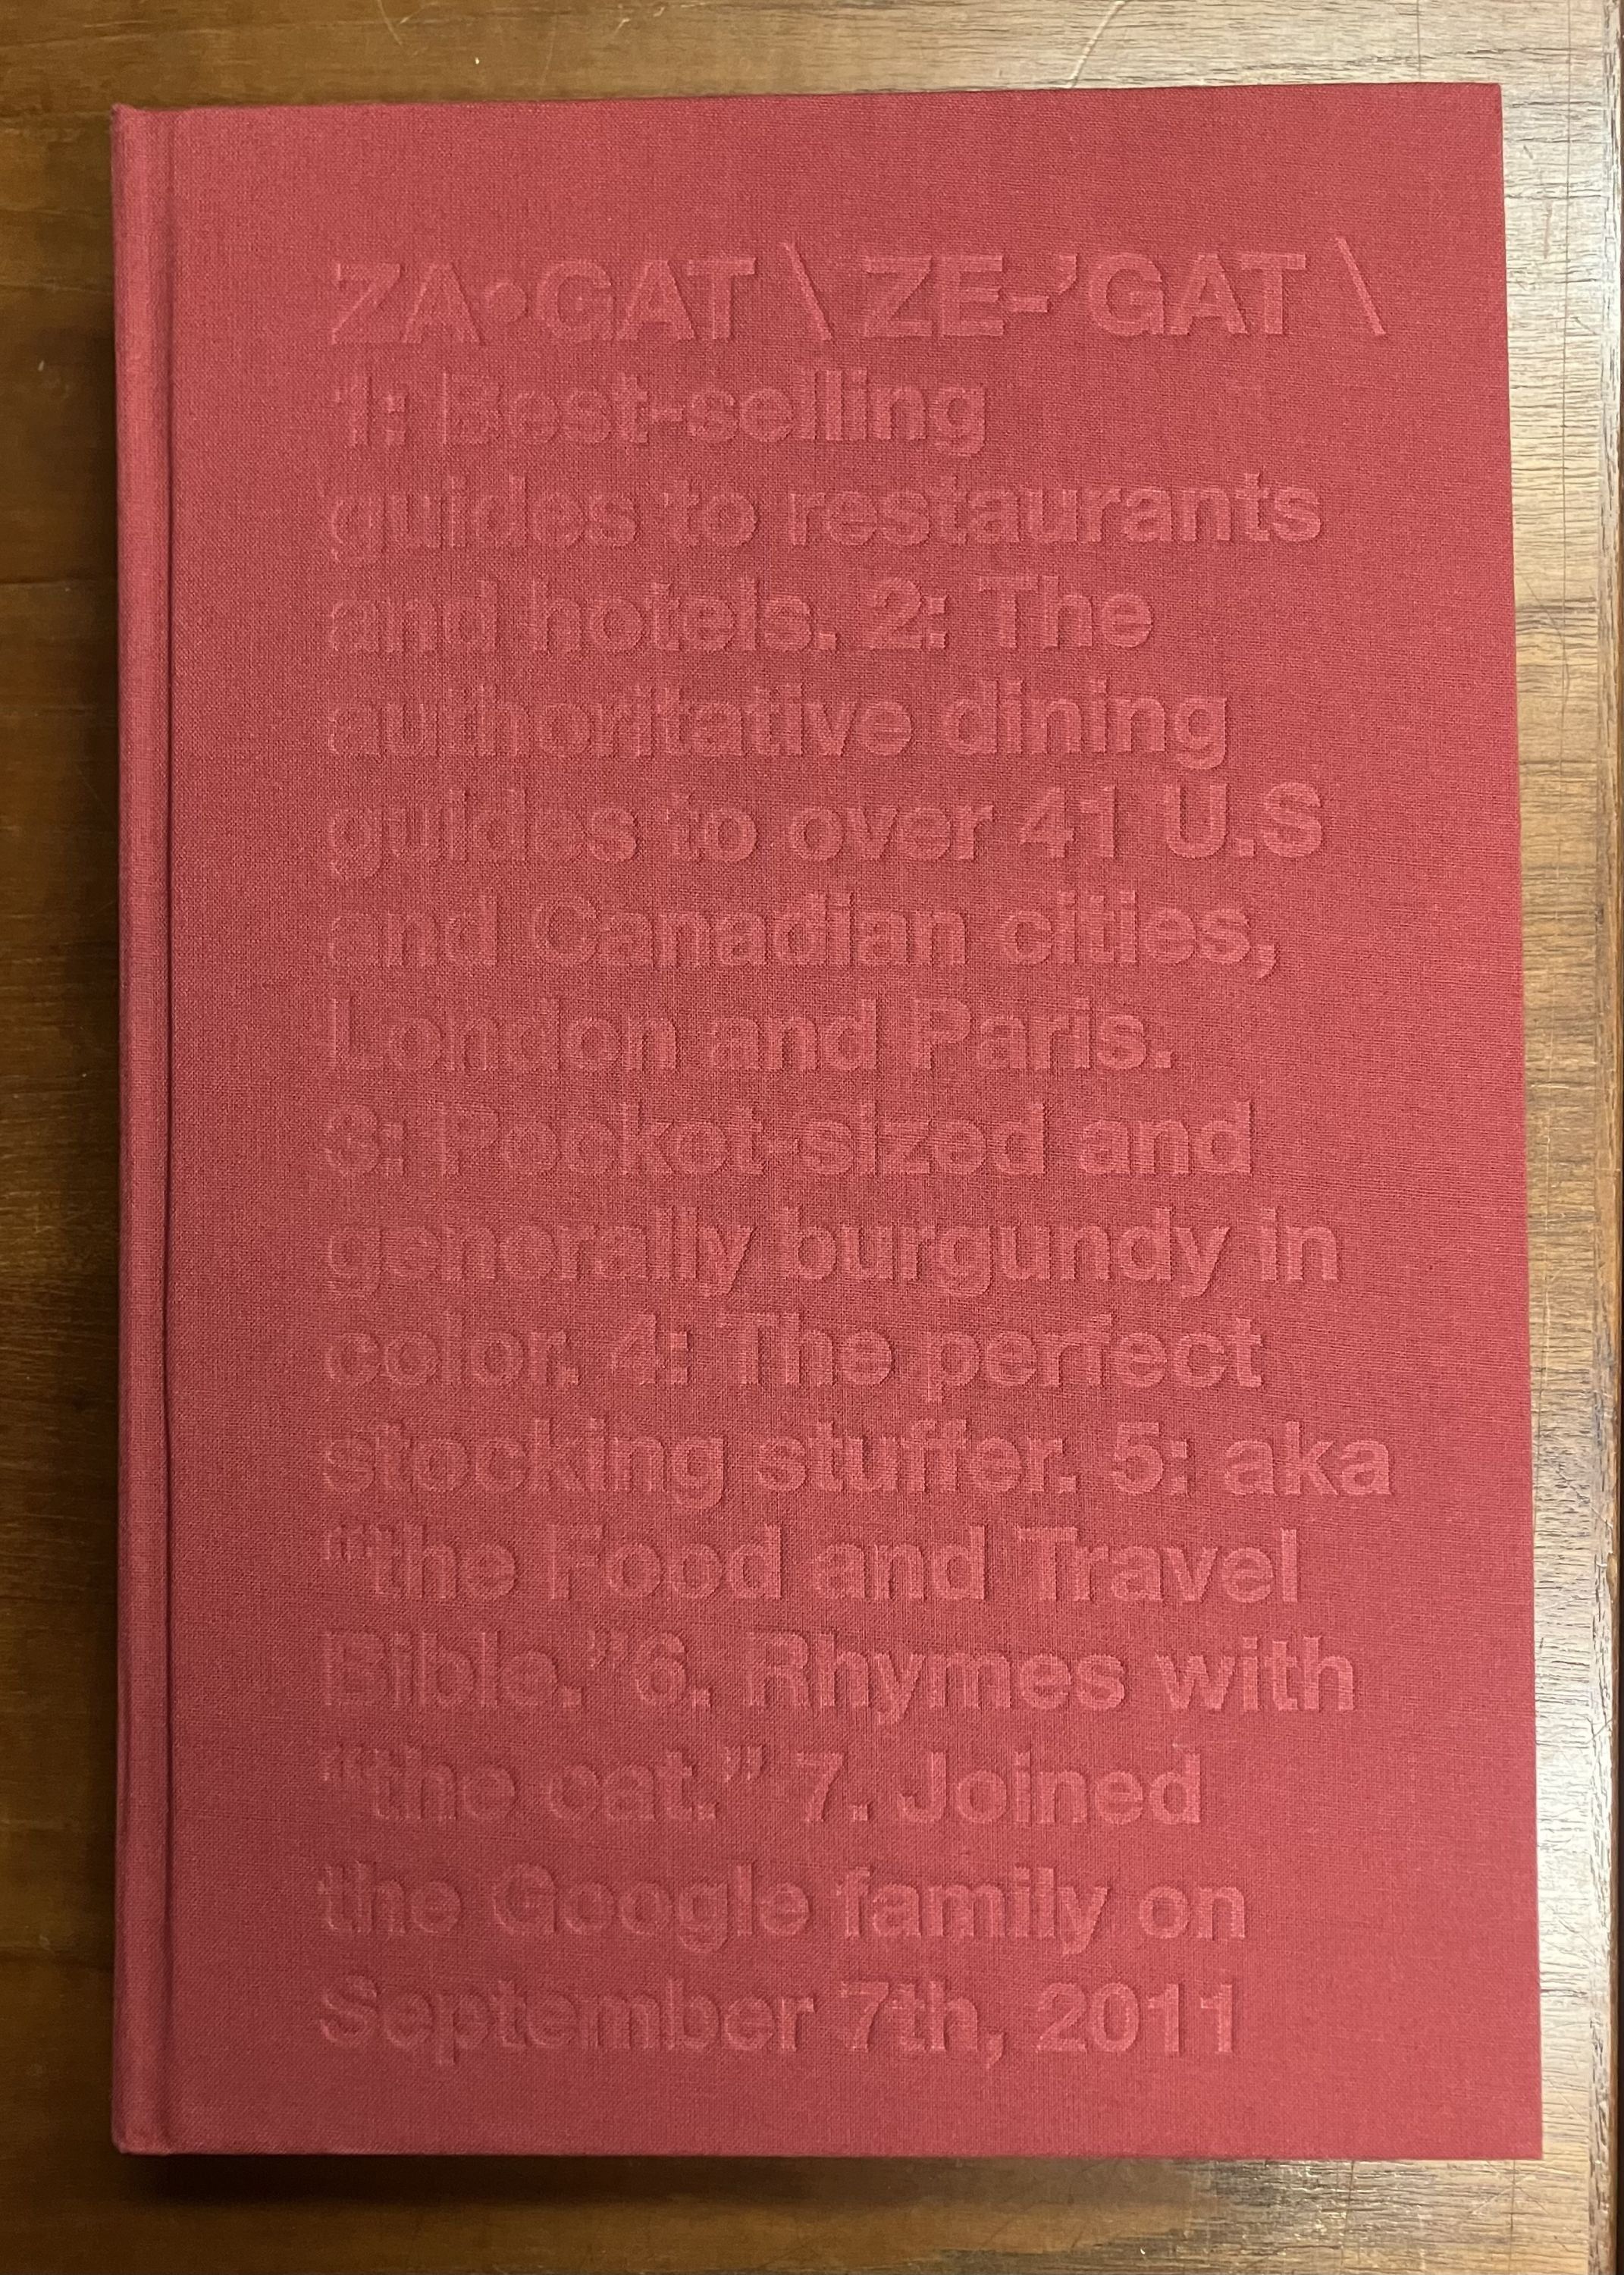 ZA•GAT \ ZE-’GAT \
1: Best-selling
guides to restaurants
and hotels. 2: The
authoritative dining
guides to over 41 U.S
and Canadian cities,
London and Paris.
3: Pocket-sized and
generally burgundy in
color. 4: The perfect
stocking stuffer. 5: aka
“the Food and Travel
Bible.”6. Rhymes with
“the cat.” 7. Joined
the Google family on
September 7th, 2011